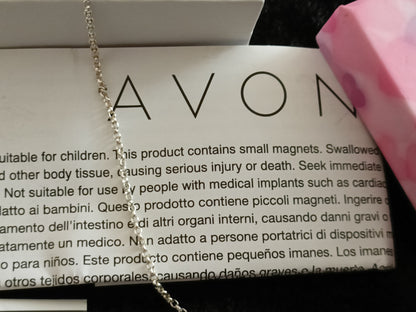 AVON
uitable for children. This product contains small magnets. Swallowed
d other body tissue, causing serious injury or death. Seek immediate
Not suitable for use by people with medical implants such as cardiac
datto ai bambini. Questo prodotto contiene piccoli magneti. Ingerire
amento dell'intestino e di altri organi interni, causando danni gravi o
atamente un medico. Non adatto a persone portatrici di dispositivi m
o para niños. Este producto contiene pequeños imanes. Los imanes
otros tejidos corporales, causando daños graves o la muerte.